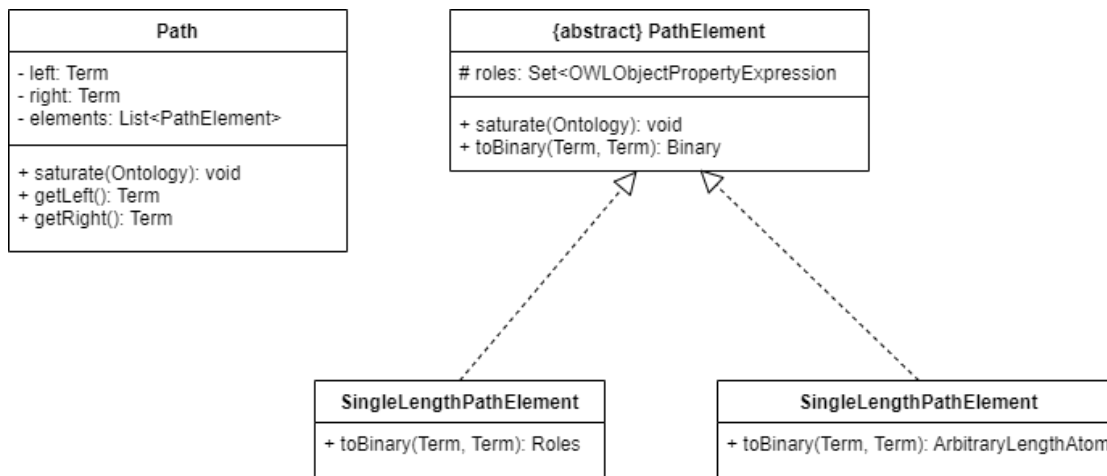 Path
- left: Term
- right: Term
- elements: List<PathElement>
+ saturate(Ontology): void
+ getLeft(): Term
+ getRight(): Term
{abstract} PathElement
# roles: Set<OWLObjectPropertyExpression
+ saturate(Ontology): void
+ toBinary(Term, Term): Binary
SingleLengthPathElement
+ toBinary(Term, Term): Roles
SingleLengthPathElement
+ toBinary(Term, Term): ArbitraryLengthAtom